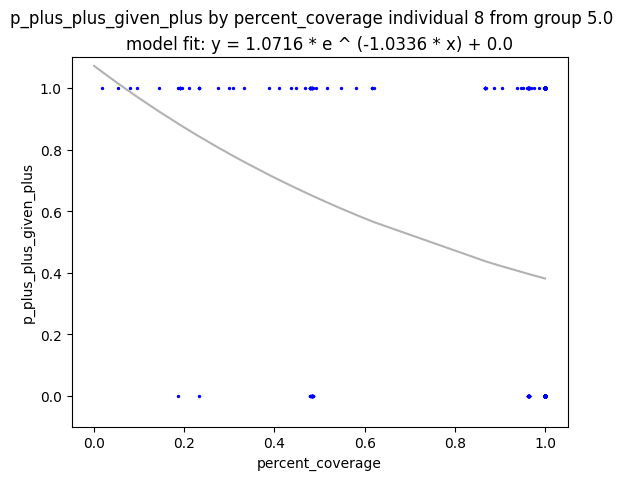 p_plus_plus_given_plus by percent_coverage individual 8 from group 5.0
model fit: y = 1.0716 * e ^ (-1.0336 * x) + 0.0
1.0
0.8
0.6
0.4
0.2
0.0
p_plus_plus_given_plus
0.0 0.2 0.4 0.6 0.8 1.0
percent_coverage